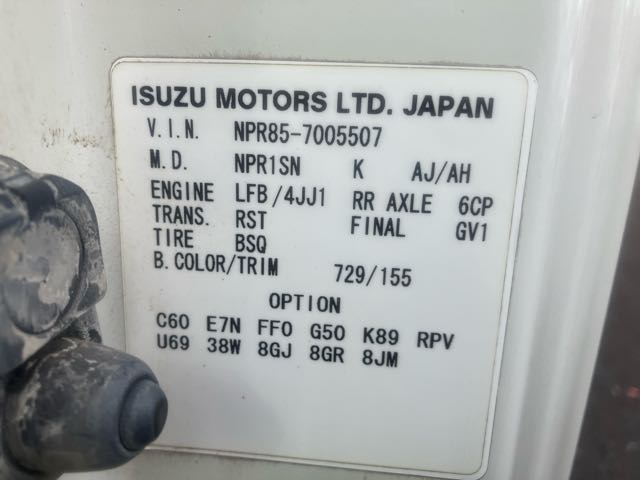 ISUZU MOTORS LTD. JAPAN
V.I.N. NPR85-7005507
M.D. NPR1SN K AJ/AH
ENGINE LFB/4JJ1 RR AXLE 6CP
TRANS. RST FINAL GV1
TIRE BSQ
B.COLOR/TRIM 729/155
OPTION
C60 E7N FF0 G50 K89 RPV
U69 38W 8GJ 8GR 8JM